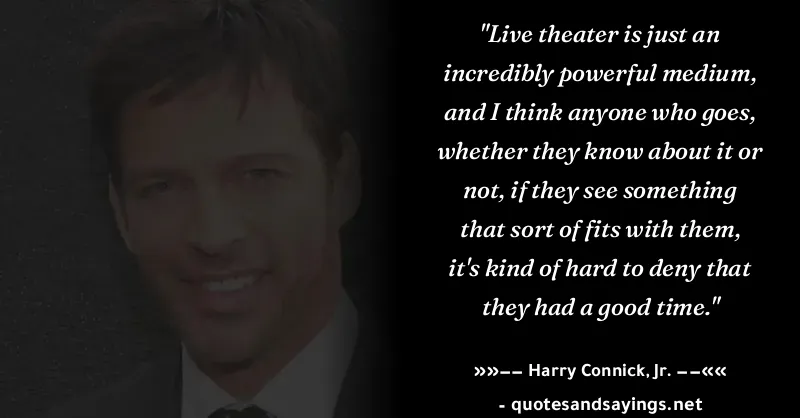 "Live theater is just an
incredibly powerful medium,
and I think anyone who goes,
whether they know about it or
not, if they see something
that sort of fits with them,
it's kind of hard to deny that
they had a good time."
»»−− Harry Connick, Jr. −−««
- quotesandsayings.net